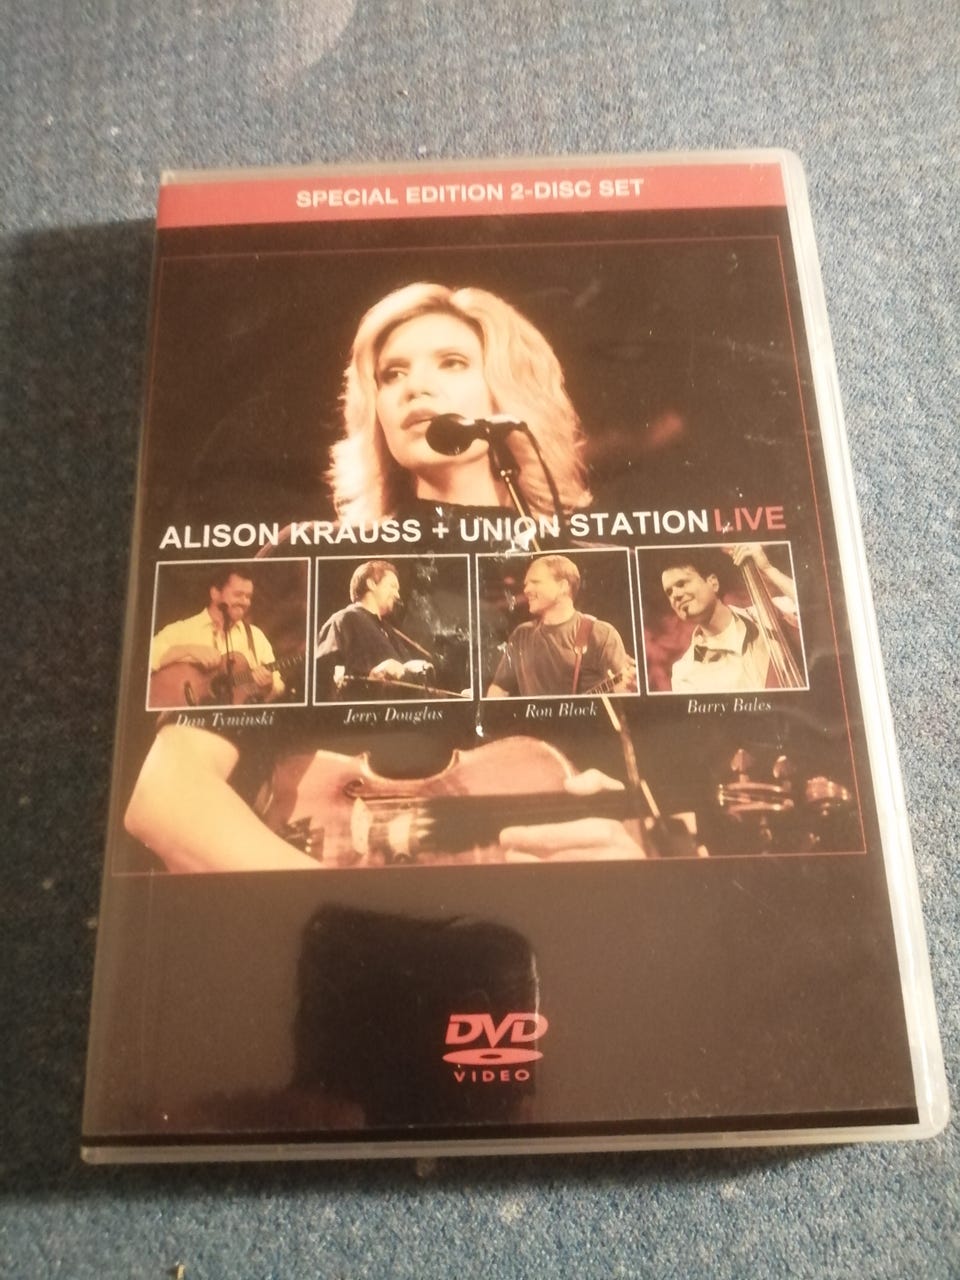 SPECIAL EDITION 2-DISC SET
ALISON KRAUSS + UNION STATION LIVE
Dan Tyminski
Jerry Douglas
Ron Block
Barry Bales
DVD
VIDEO